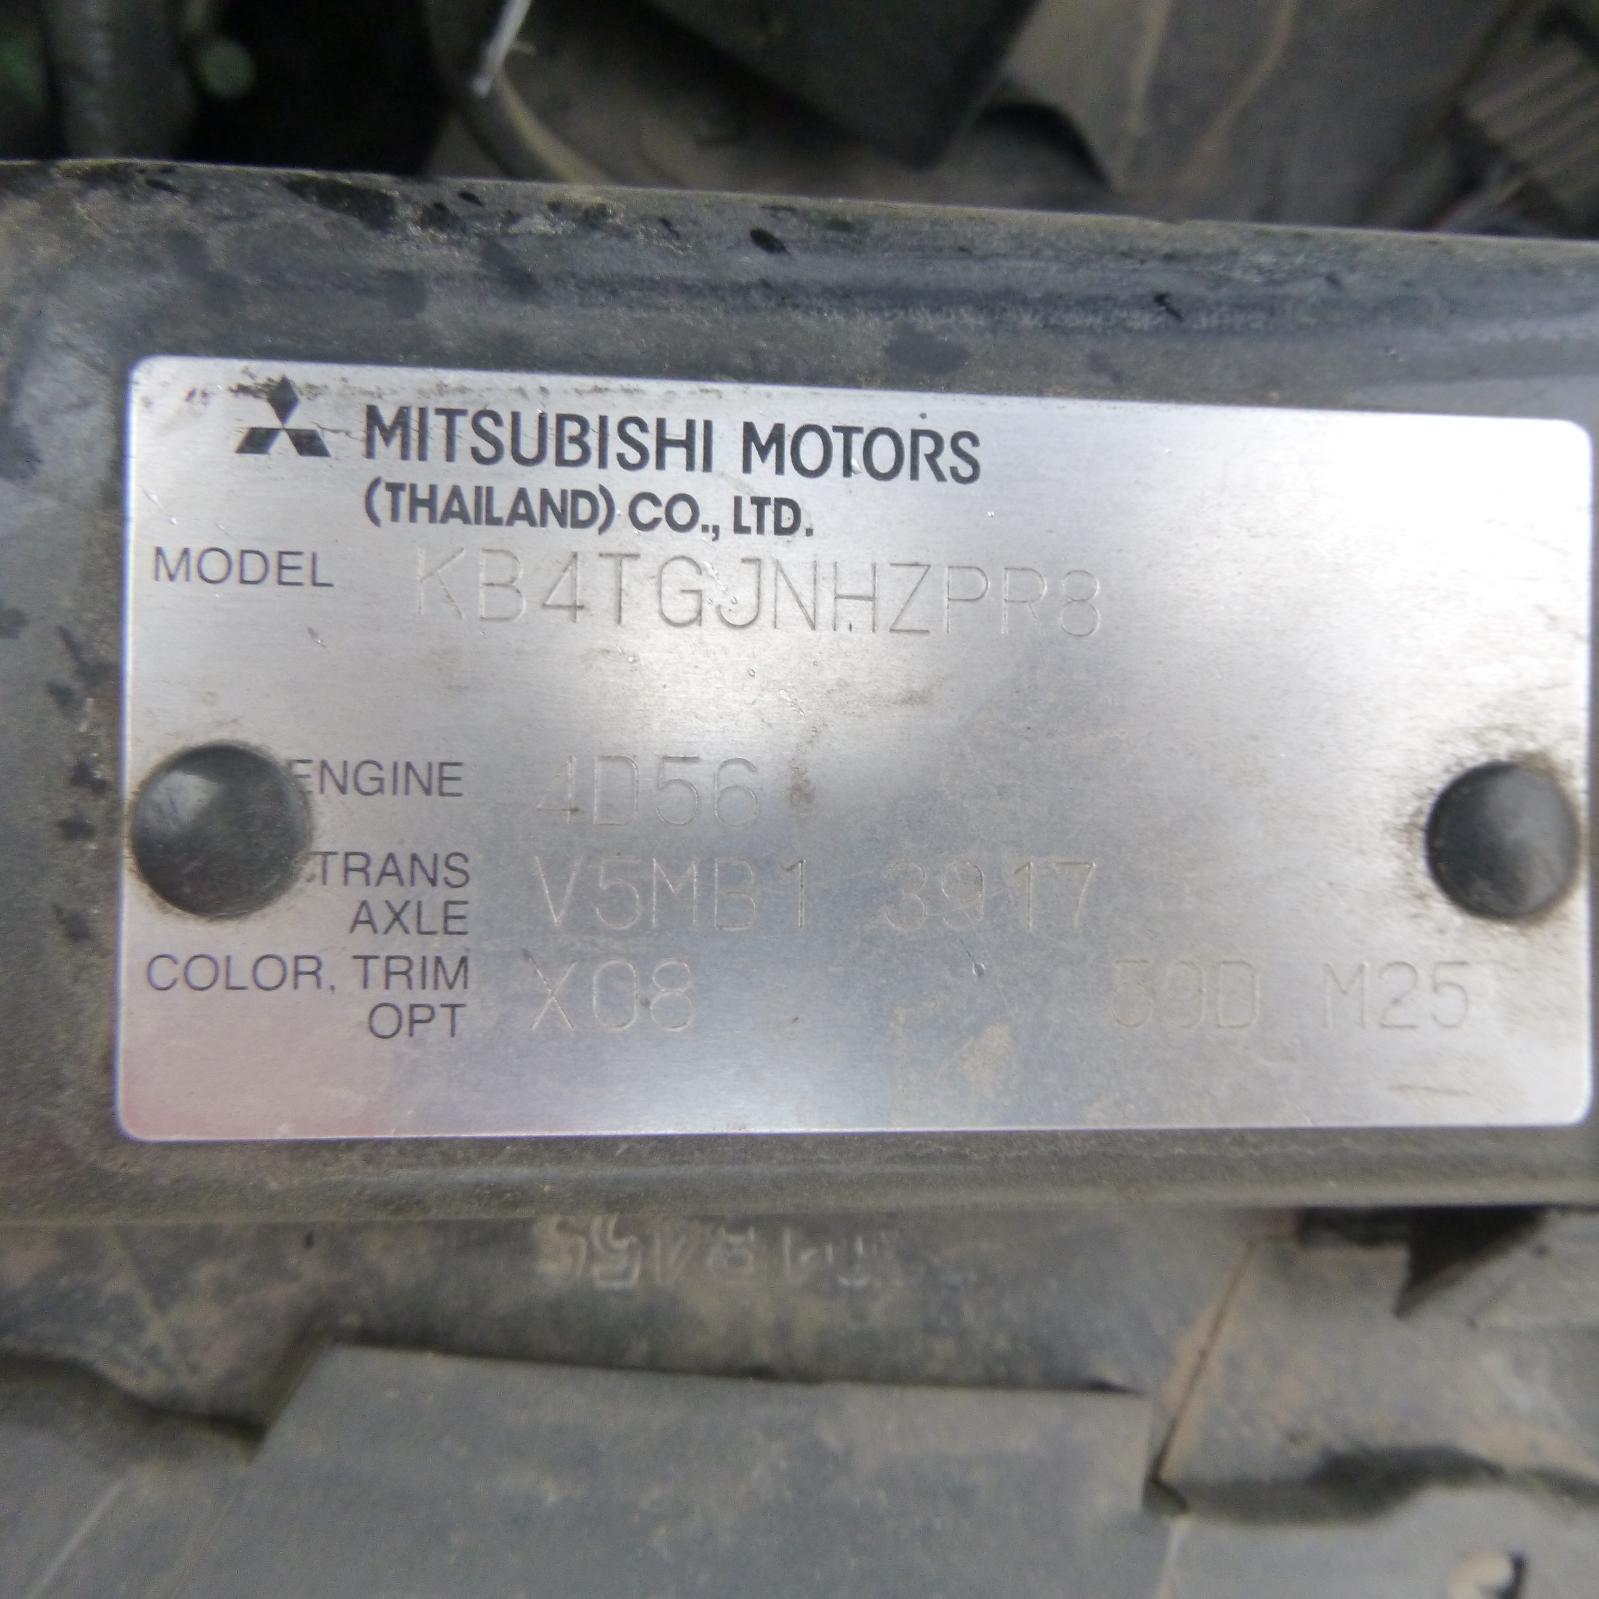 MITSUBISHI MOTORS
(THAILAND) CO., LTD.
MODEL KB4TGJNHZPR8
ENGINE 4D56
TRANS V5MB1 3917
AXLE
COLOR, TRIM X08 59D M25
OPT